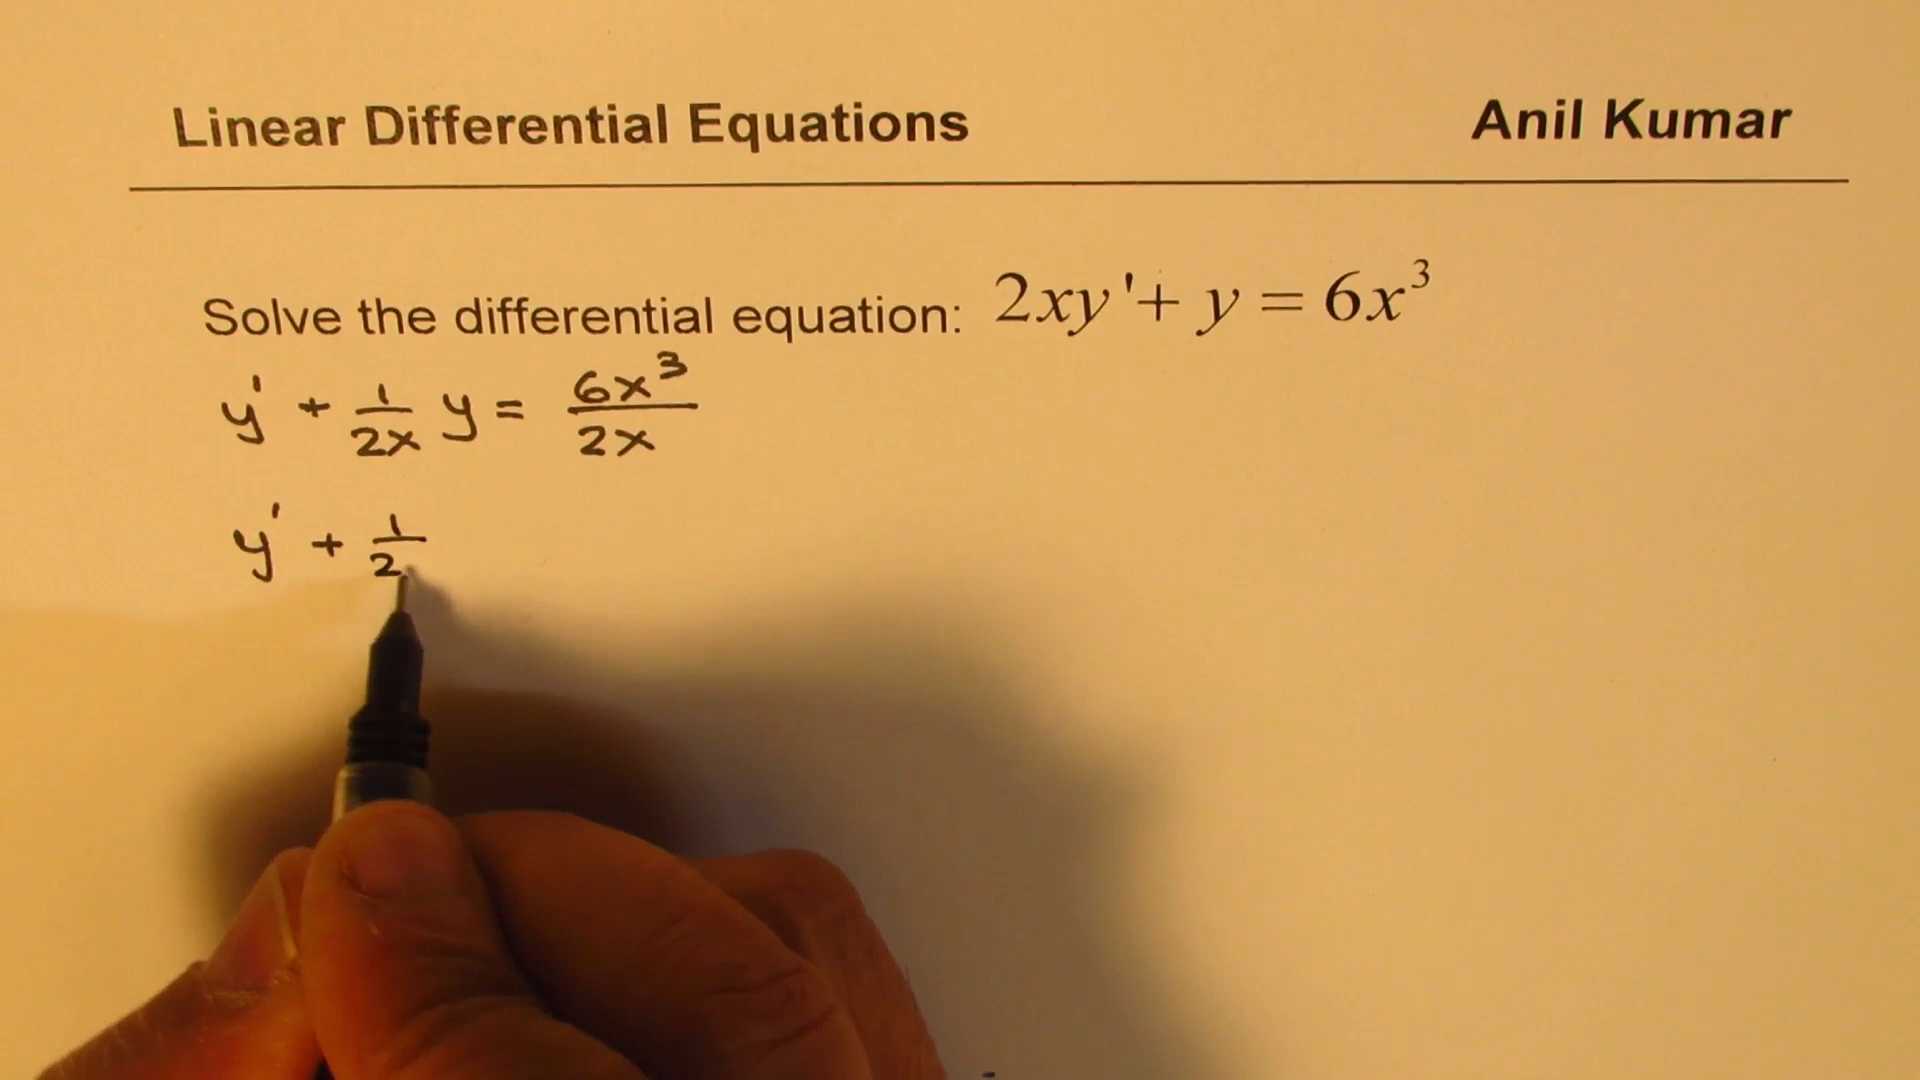 Linear Differential Equations Anil Kumar
Solve the differential equation: 2xy' + y = 6x³
y' + 1/2x y = 6x³/2x
y' + 1/2